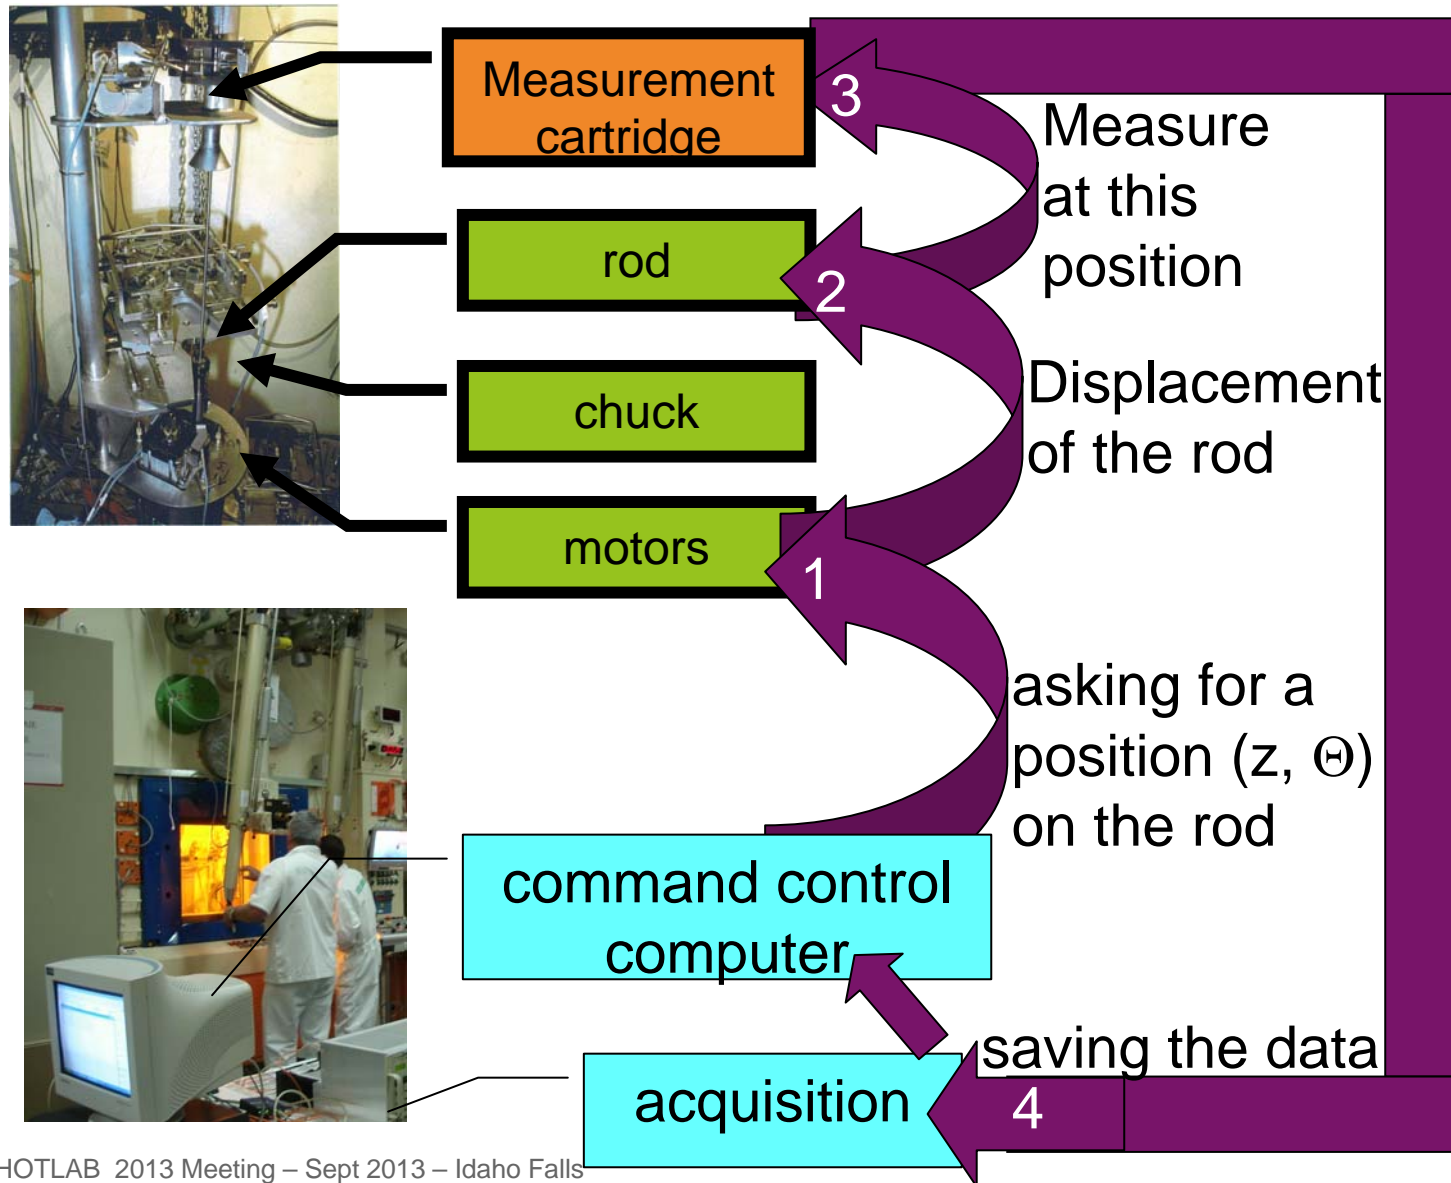 Measurement
cartridge
3
Measure
at this
position
rod
2
Displacement
of the rod
chuck
motors
1
asking for a
position (z, Θ)
on the rod
command control
computer
saving the data
acquisition
4
HOTLAB 2013 Meeting – Sept 2013 – Idaho Falls